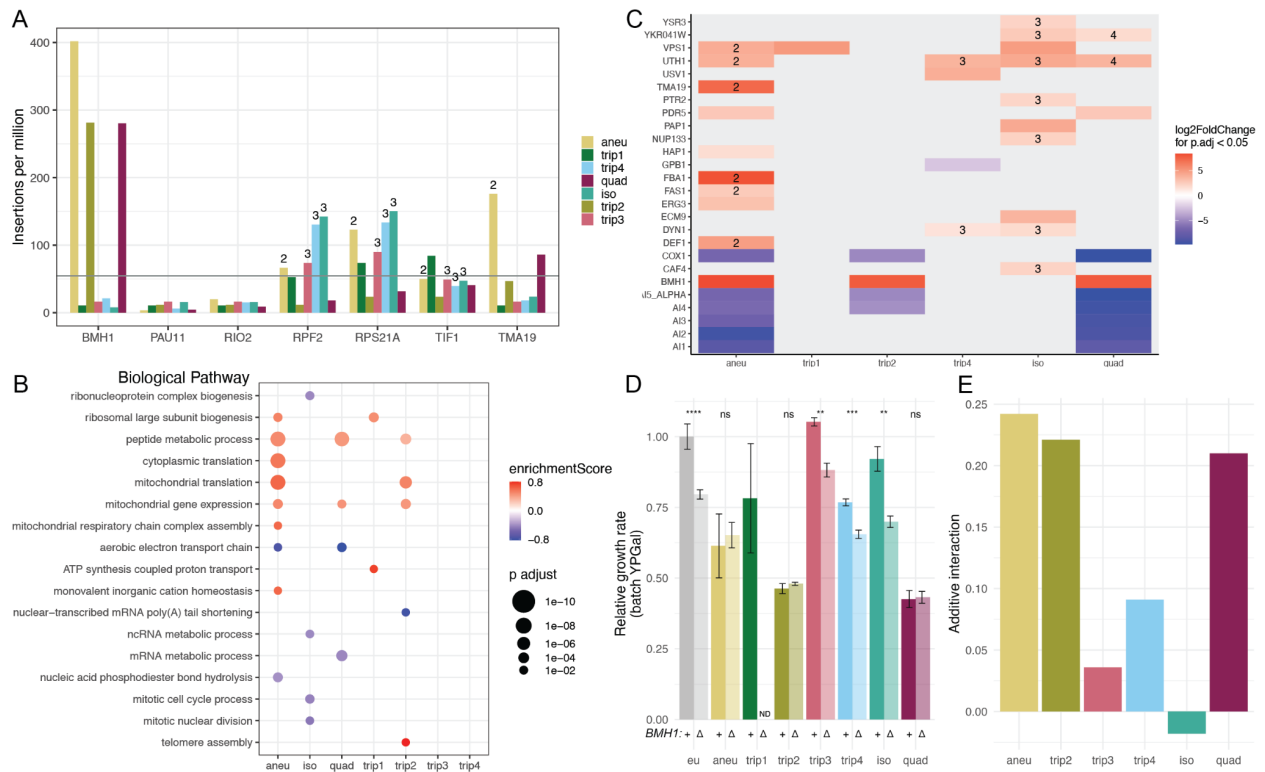 A
400
300
200
100
0
Insertions per million
2
3
3
3
2
3
3
3
2
3
3
3
2
BMH1 PAU11 RIO2 RPF2 RPS21A TIF1 TMA19
aneu
trip1
trip4
quad
iso
trip2
trip3
C
YSR3 3
YKR041W 3 4
VPS1 2
UTH1 2 3 3 4
USV1
TMA19 2
PTR2 3
PDR5
PAP1
NUP133 3
HAP1
GPB1
FBA1 2
FAS1 2
ERG3
ECM9
DYN1 3 3
DEF1 2
COX1
CAF4 3
BMH1
AI5_ALPHA
AI4
AI3
AI2
AI1
aneu trip1 trip2 trip4 iso quad
log2FoldChange
for p.adj < 0.05
5
0
−5
B
Biological Pathway
ribonucleoprotein complex biogenesis
ribosomal large subunit biogenesis
peptide metabolic process
cytoplasmic translation
mitochondrial translation
mitochondrial gene expression
mitochondrial respiratory chain complex assembly
aerobic electron transport chain
ATP synthesis coupled proton transport
monovalent inorganic cation homeostasis
nuclear−transcribed mRNA poly(A) tail shortening
ncRNA metabolic process
mRNA metabolic process
nucleic acid phosphodiester bond hydrolysis
mitotic cell cycle process
mitotic nuclear division
telomere assembly
aneu iso quad trip1 trip2 trip3 trip4
enrichmentScore
0.8
0.0
−0.8
p adjust
1e−10
1e−08
1e−06
1e−04
1e−02
D
Relative growth rate
(batch YPGal)
1.00
0.75
0.50
0.25
0.00
**** ns ns ** *** ** ns
ND
BMH1: + Δ + Δ + Δ + Δ + Δ + Δ + Δ + Δ
eu aneu trip1 trip2 trip3 trip4 iso quad
E
Additive interaction
0.25
0.20
0.15
0.10
0.05
0.00
aneu trip2 trip3 trip4 iso quad